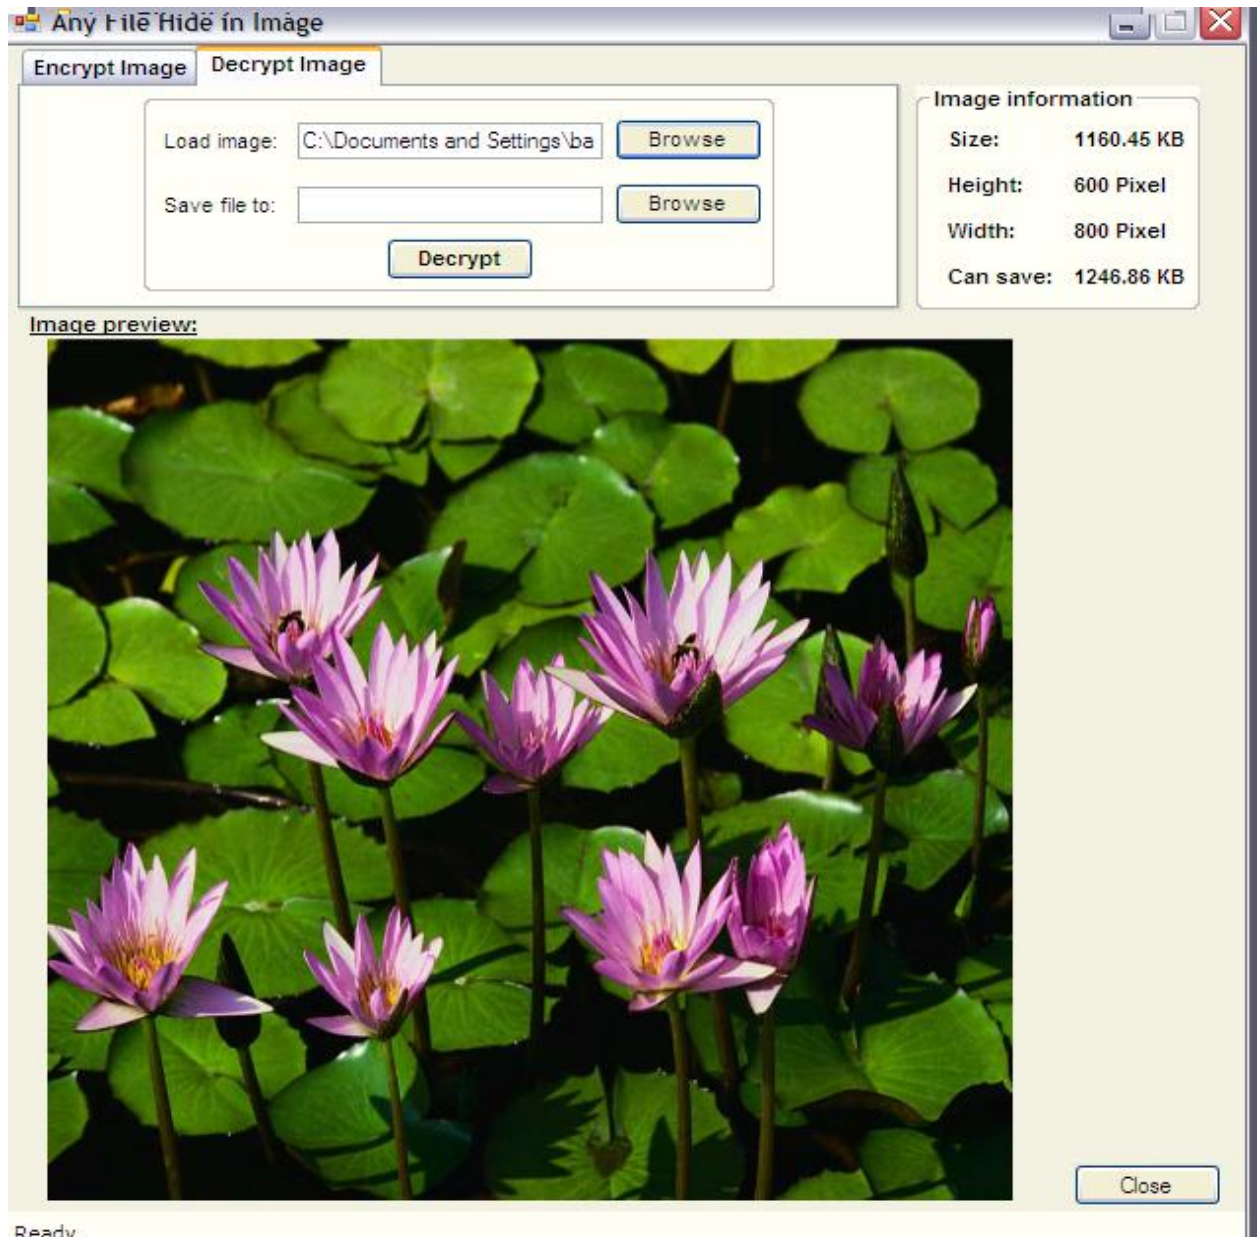 Any File Hide in Image
Encrypt Image
Decrypt Image
Load image:
C:\Documents and Settings\ba
Browse
Save file to:
Browse
Decrypt
Image information
Size: 1160.45 KB
Height: 600 Pixel
Width: 800 Pixel
Can save: 1246.86 KB
Image preview:
Close
Ready